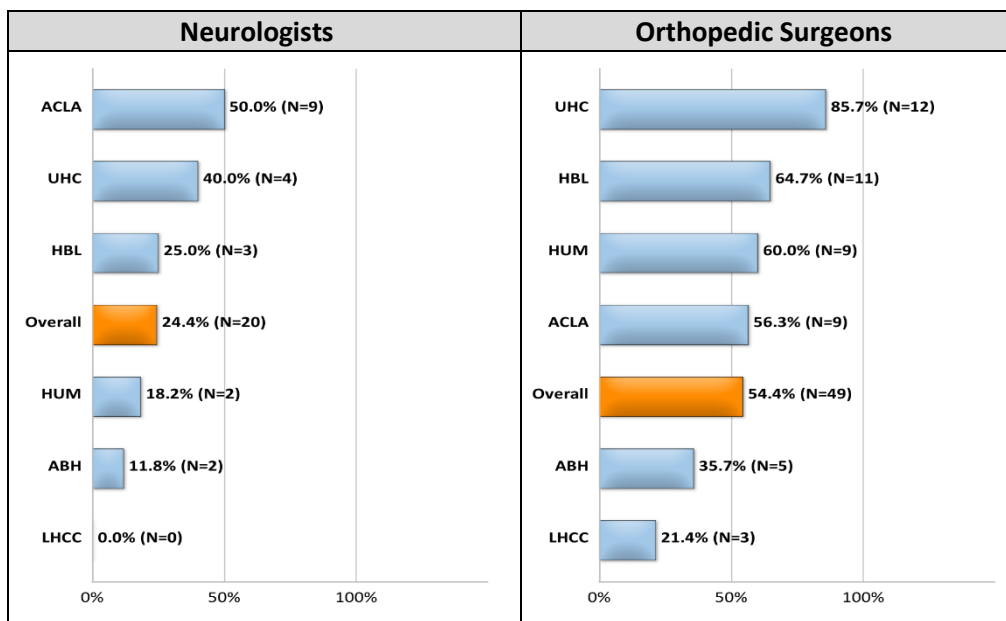 Neurologists
ACLA 50.0% (N=9)
UHC 40.0% (N=4)
HBL 25.0% (N=3)
Overall 24.4% (N=20)
HUM 18.2% (N=2)
ABH 11.8% (N=2)
LHCC 0.0% (N=0)
0% 50% 100%
Orthopedic Surgeons
UHC 85.7% (N=12)
HBL 64.7% (N=11)
HUM 60.0% (N=9)
ACLA 56.3% (N=9)
Overall 54.4% (N=49)
ABH 35.7% (N=5)
LHCC 21.4% (N=3)
0% 50% 100%